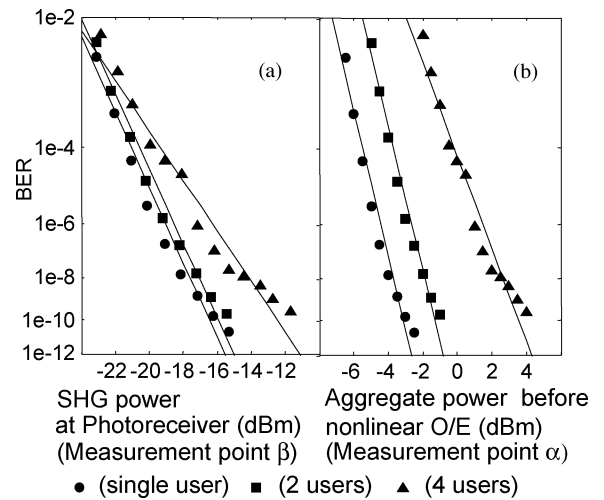 BER
1e-4
1e-6
1e-8
1e-10
1e-12
(a)
(b)
-22 -20 -18 -16 -14 -12
-6 -4 -2 0 2 4
SHG power
at Photoreceiver (dBm)
(Measurement point β)
Aggregate power before
nonlinear O/E (dBm)
(Measurement point α)
(single user) (2 users) (4 users)